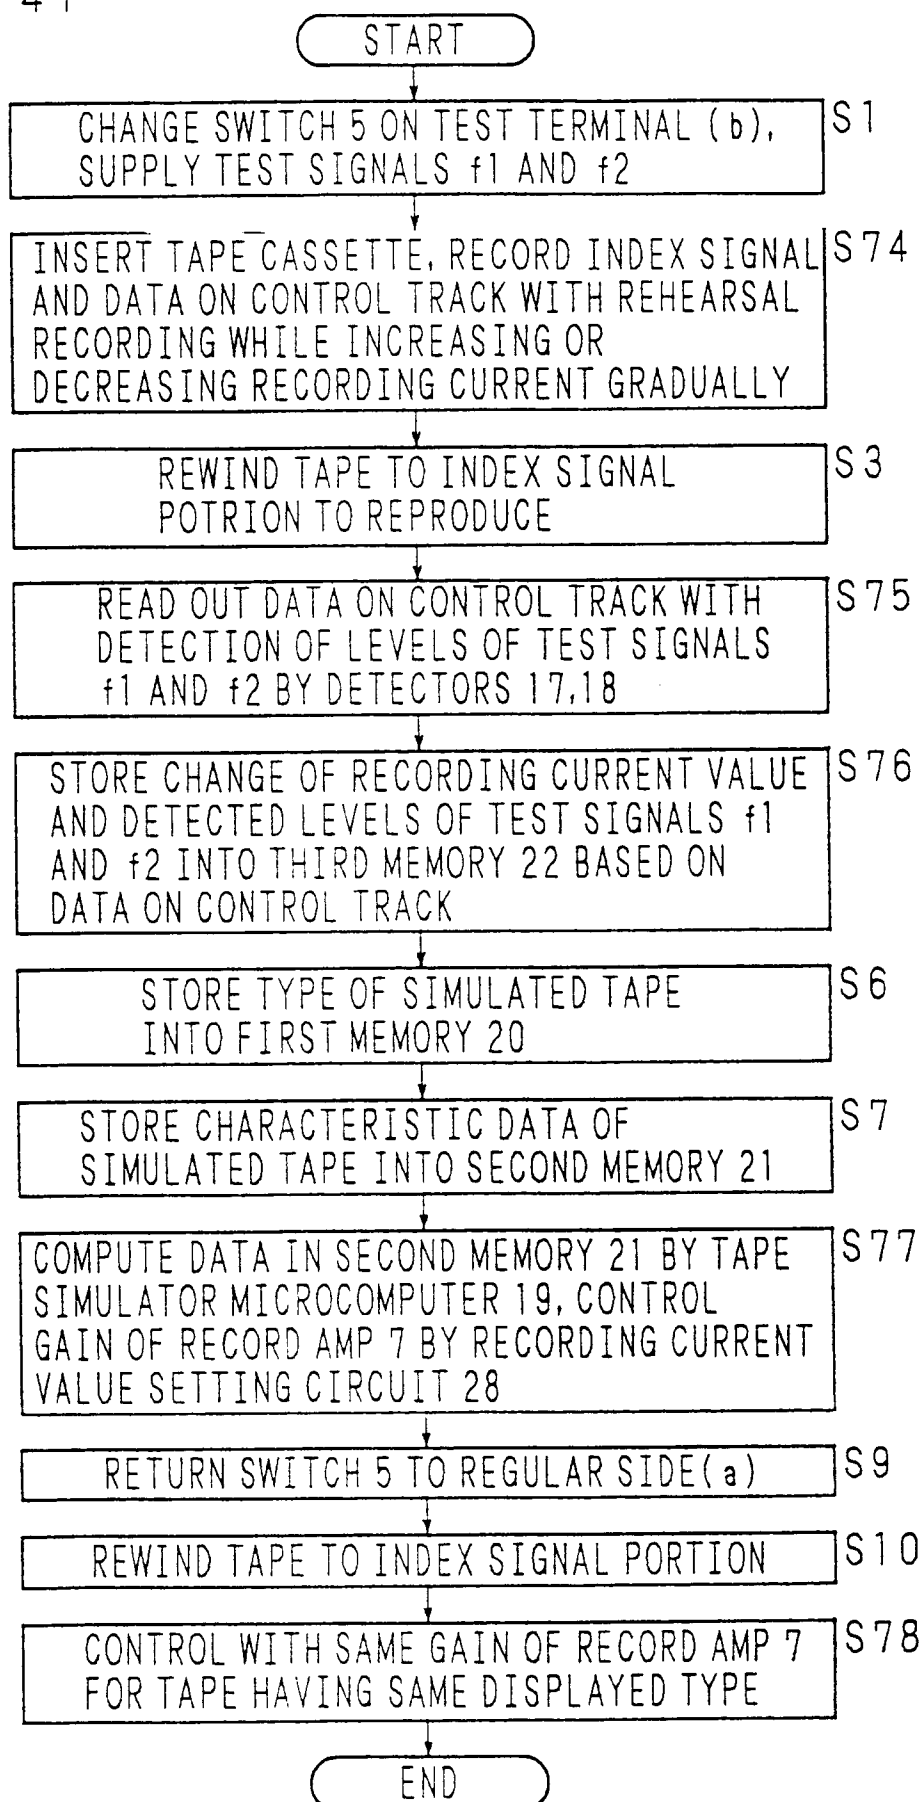 START
CHANGE SWITCH 5 ON TEST TERMINAL (b), S1
SUPPLY TEST SIGNALS f1 AND f2
INSERT TAPE CASSETTE, RECORD INDEX SIGNAL S74
AND DATA ON CONTROL TRACK WITH REHEARSAL
RECORDING WHILE INCREASING OR
DECREASING RECORDING CURRENT GRADUALLY
REWIND TAPE TO INDEX SIGNAL S3
POTRION TO REPRODUCE
READ OUT DATA ON CONTROL TRACK WITH S75
DETECTION OF LEVELS OF TEST SIGNALS
f1 AND f2 BY DETECTORS 17,18
STORE CHANGE OF RECORDING CURRENT VALUE S76
AND DETECTED LEVELS OF TEST SIGNALS f1
AND f2 INTO THIRD MEMORY 22 BASED ON
DATA ON CONTROL TRACK
STORE TYPE OF SIMULATED TAPE S6
INTO FIRST MEMORY 20
STORE CHARACTERISTIC DATA OF S7
SIMULATED TAPE INTO SECOND MEMORY 21
COMPUTE DATA IN SECOND MEMORY 21 BY TAPE S77
SIMULATOR MICROCOMPUTER 19, CONTROL
GAIN OF RECORD AMP 7 BY RECORDING CURRENT
VALUE SETTING CIRCUIT 28
RETURN SWITCH 5 TO REGULAR SIDE(a) S9
REWIND TAPE TO INDEX SIGNAL PORTION S10
CONTROL WITH SAME GAIN OF RECORD AMP 7 S78
FOR TAPE HAVING SAME DISPLAYED TYPE
END